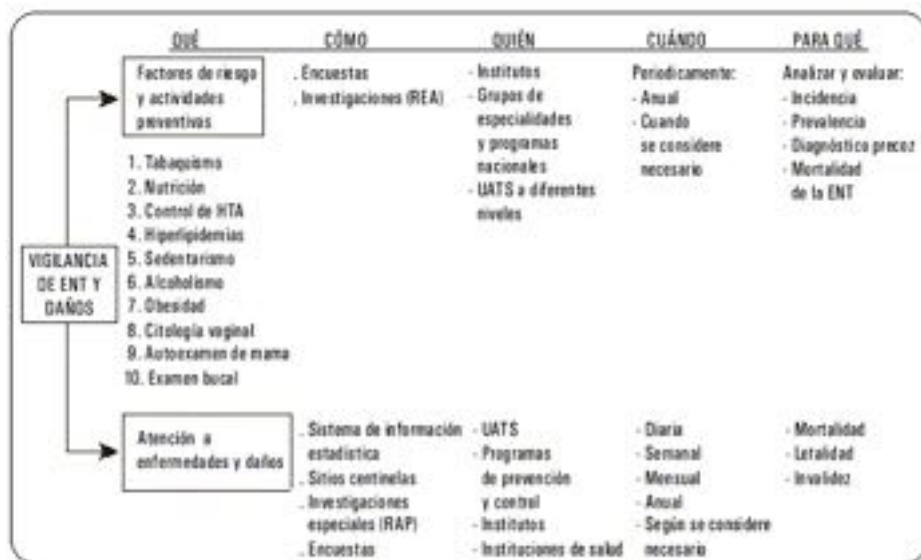 QUÉ CÓMO QUIÉN CUÁNDO PARA QUÉ
Factores de riesgo
y actividades
preventivas
. Encuestas
. Investigaciones (REA)
- Institutos
- Grupos de
especialidades
y programas
nacionales
- UATS a diferentes
niveles
Periodicamente:
- Anual
- Cuando
se considere
necesario
Analizar y evaluar:
- Incidencia
- Prevalencia
- Diagnóstico precoz
- Mortalidad
de la ENT
1. Tabaquismo
2. Nutrición
3. Control de HTA
4. Hiperlipidemias
5. Sedentarismo
6. Alcoholismo
7. Obesidad
8. Citología vaginal
9. Autoexamen de mama
10. Examen bucal
VIGILANCIA
DE ENT Y
DAÑOS
Atención a
enfermedades y daños
. Sistema de información
estadística
. Sitios centinelas
. Investigaciones
especiales (RAP)
. Encuestas
- UATS
- Programas
de prevención
y control
- Institutos
- Instituciones de salud
- Diaria
- Semanal
- Mensual
- Anual
- Según se considere
necesario
- Mortalidad
- Letalidad
- Invalidez